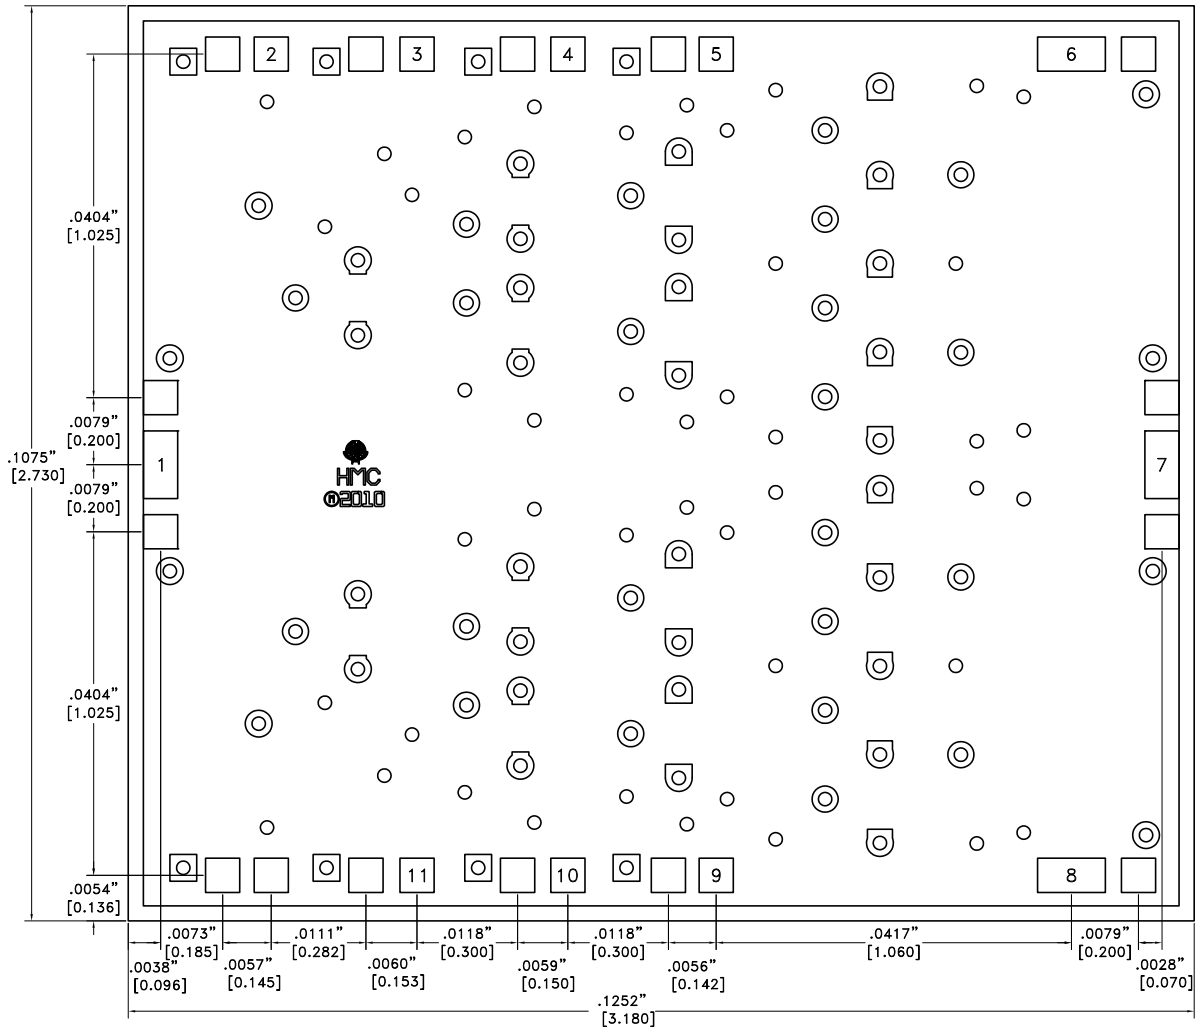 2 3 4 5 6
.0404”
[1.025]
.0079”
[0.200]
.1075”
[2.730]
1
7
.0079”
[0.200]
HMC
Ⓜ2010
.0404”
[1.025]
11 10 9 8
.0054”
[0.136]
.0073” .0111” .0118” .0118” .0417” .0079”
[0.185] [0.282] [0.300] [0.300] [1.060] [0.200]
.0038” .0057” .0060” .0059” .0056” .0028”
[0.096] [0.145] [0.153] [0.150] [0.142] [0.070]
.1252”
[3.180]